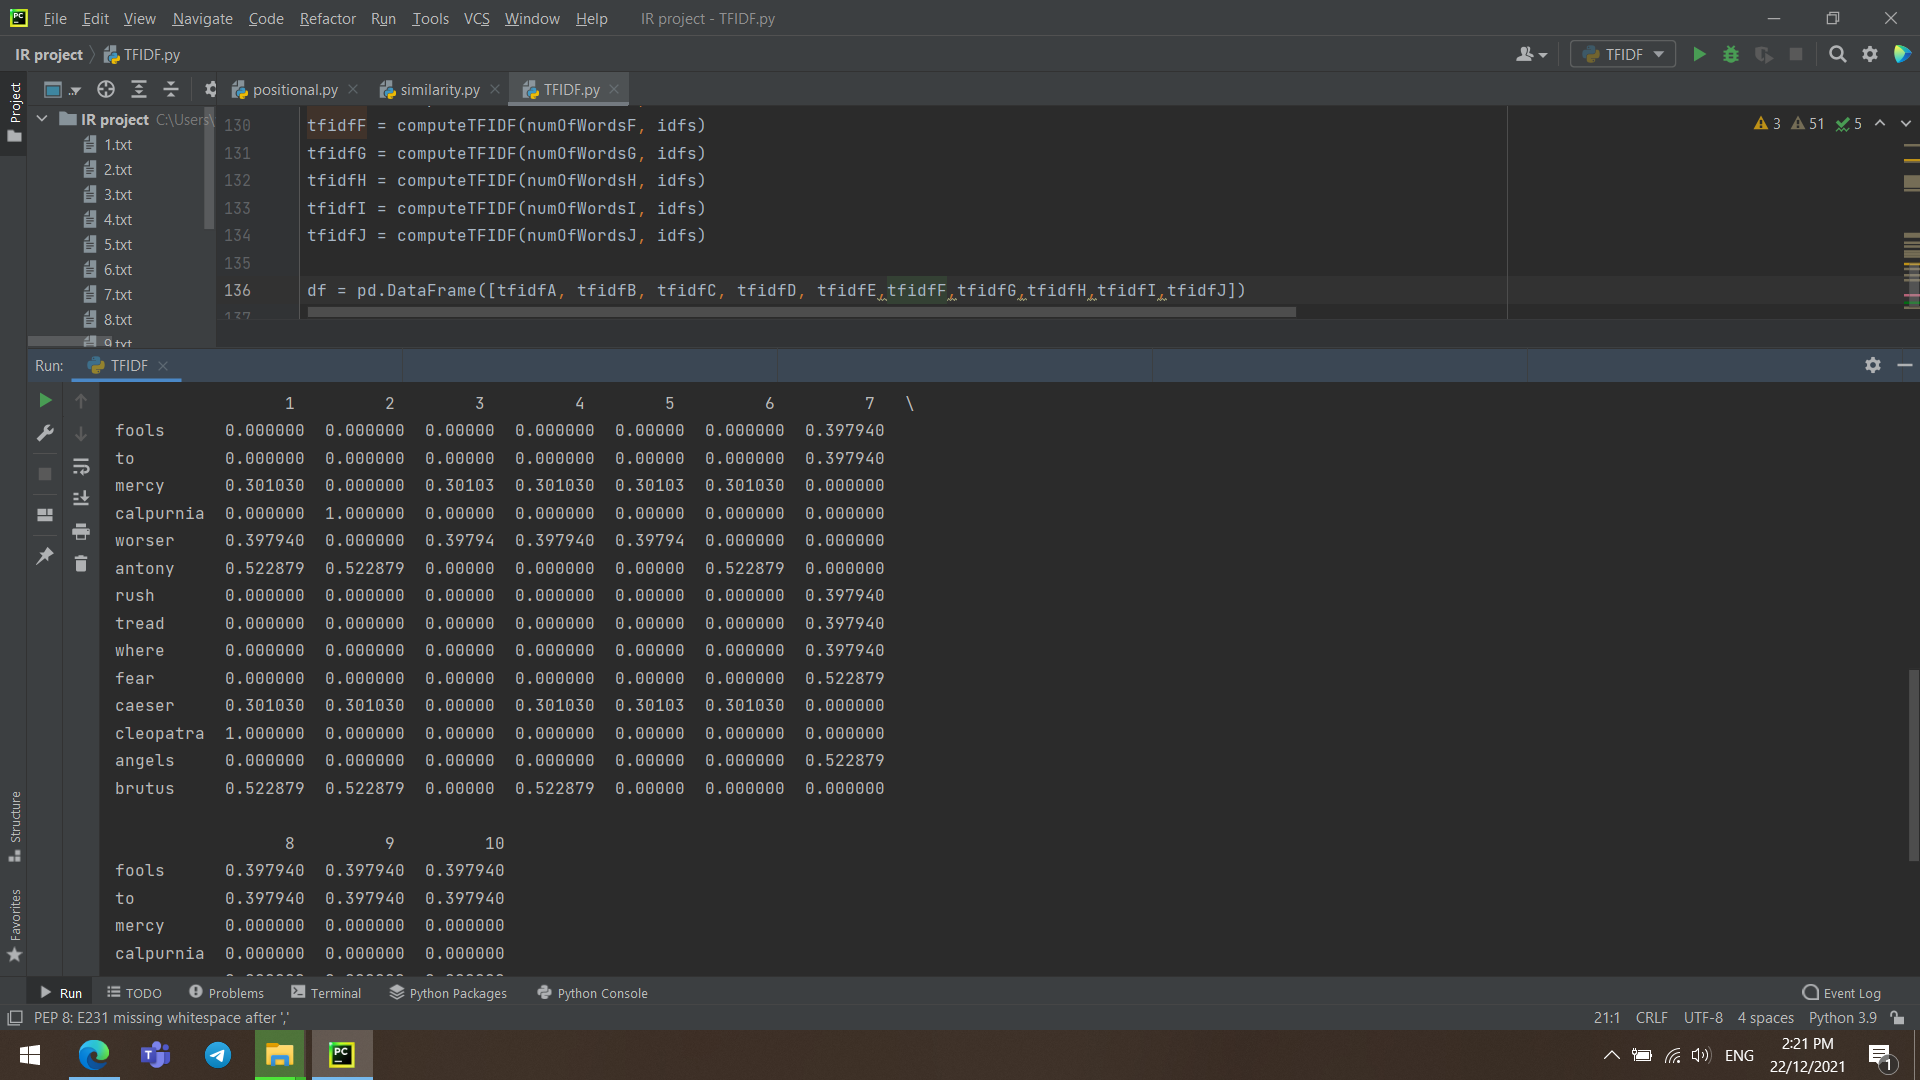 File Edit View Navigate Code Refactor Run Tools VCS Window Help IR project - TFIDF.py
IR project TFIDF.py TFIDF
Project
positional.py similarity.py TFIDF.py
IR project C:\Users\
1.txt
2.txt
3.txt
4.txt
5.txt
6.txt
7.txt
8.txt
9.txt
3 51 5
130 tfidfF = computeTFIDF(numOfWordsF, idfs)
131 tfidfG = computeTFIDF(numOfWordsG, idfs)
132 tfidfH = computeTFIDF(numOfWordsH, idfs)
133 tfidfI = computeTFIDF(numOfWordsI, idfs)
134 tfidfJ = computeTFIDF(numOfWordsJ, idfs)
135
136 df = pd.DataFrame([tfidfA, tfidfB, tfidfC, tfidfD, tfidfE,tfidfF,tfidfG,tfidfH,tfidfI,tfidfJ])
137
Run: TFIDF
1 2 3 4 5 6 7 \
fools 0.000000 0.000000 0.00000 0.000000 0.00000 0.000000 0.397940
to 0.000000 0.000000 0.00000 0.000000 0.00000 0.000000 0.397940
mercy 0.301030 0.000000 0.30103 0.301030 0.30103 0.301030 0.000000
calpurnia 0.000000 1.000000 0.00000 0.000000 0.00000 0.000000 0.000000
worser 0.397940 0.000000 0.39794 0.397940 0.39794 0.000000 0.000000
antony 0.522879 0.522879 0.00000 0.000000 0.00000 0.522879 0.000000
rush 0.000000 0.000000 0.00000 0.000000 0.00000 0.000000 0.397940
tread 0.000000 0.000000 0.00000 0.000000 0.00000 0.000000 0.397940
where 0.000000 0.000000 0.00000 0.000000 0.00000 0.000000 0.397940
fear 0.000000 0.000000 0.00000 0.000000 0.00000 0.000000 0.522879
caeser 0.301030 0.301030 0.00000 0.301030 0.30103 0.301030 0.000000
cleopatra 1.000000 0.000000 0.00000 0.000000 0.00000 0.000000 0.000000
angels 0.000000 0.000000 0.00000 0.000000 0.00000 0.000000 0.522879
brutus 0.522879 0.522879 0.00000 0.522879 0.00000 0.000000 0.000000
8 9 10
fools 0.397940 0.397940 0.397940
to 0.397940 0.397940 0.397940
mercy 0.000000 0.000000 0.000000
calpurnia 0.000000 0.000000 0.000000
Structure
Favorites
Run TODO Problems Terminal Python Packages Python Console Event Log
PEP 8: E231 missing whitespace after ',' 21:1 CRLF UTF-8 4 spaces Python 3.9
ENG 2:21 PM
22/12/2021
1